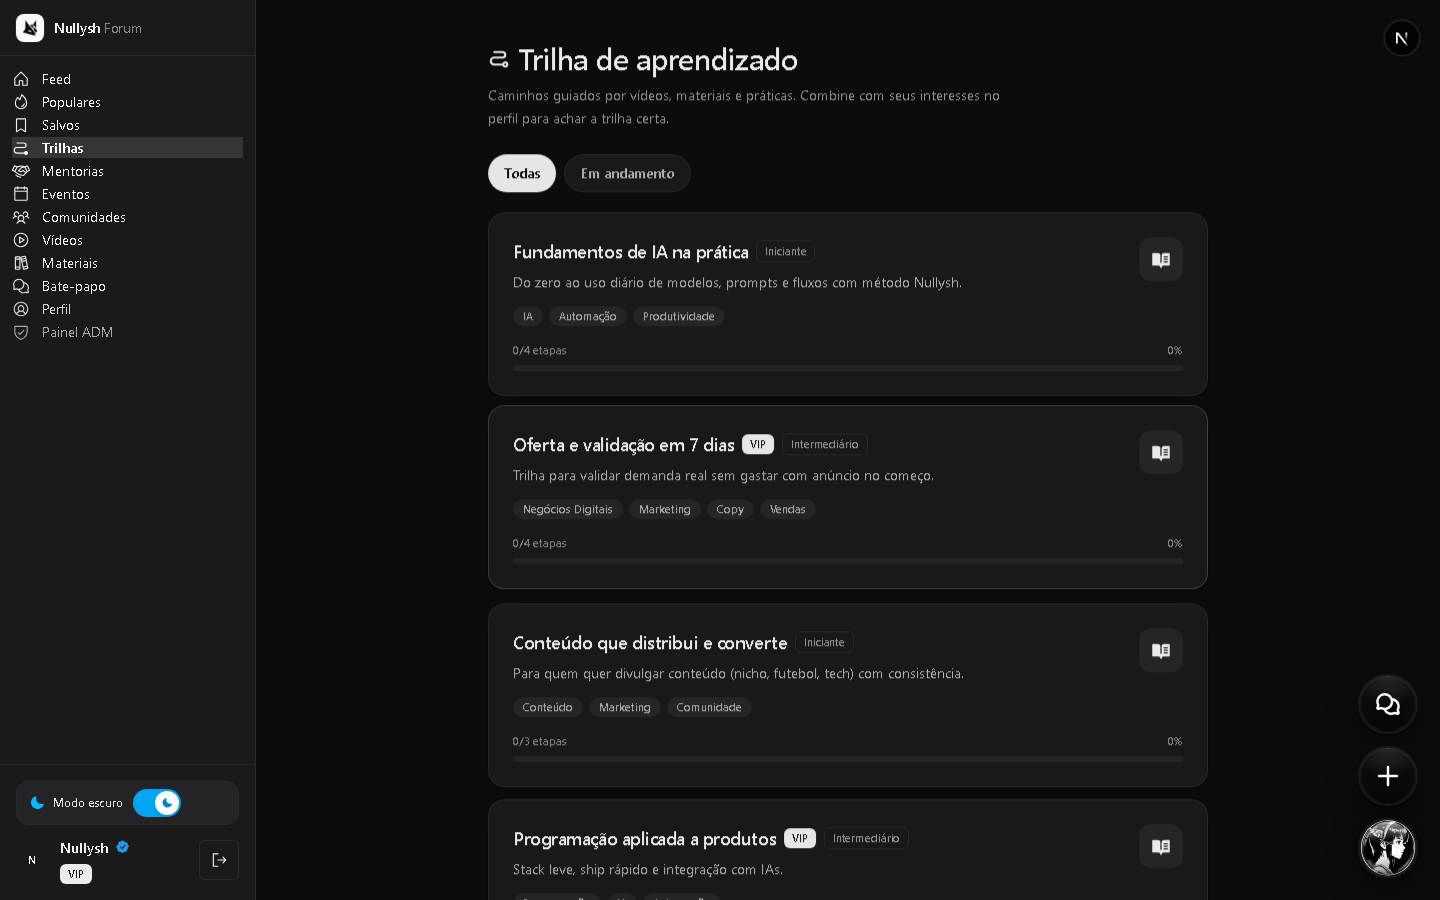 Nullysh Forum
Feed
Populares
Salvos
Trilhas
Mentorias
Eventos
Comunidades
Vídeos
Materiais
Bate-papo
Perfil
Painel ADM
Modo escuro
N
Nullysh
VIP
N
Trilha de aprendizado
Caminhos guiados por vídeos, materiais e práticas. Combine com seus interesses no
perfil para achar a trilha certa.
Todas
Em andamento
Fundamentos de IA na prática Iniciante
Do zero ao uso diário de modelos, prompts e fluxos com método Nullysh.
IA Automação Produtividade
0/4 etapas 0%
Oferta e validação em 7 dias VIP Intermediário
Trilha para validar demanda real sem gastar com anúncio no começo.
Negócios Digitais Marketing Copy Vendas
0/4 etapas 0%
Conteúdo que distribui e converte Iniciante
Para quem quer divulgar conteúdo (nicho, futebol, tech) com consistência.
Conteúdo Marketing Comunidade
0/3 etapas 0%
Programação aplicada a produtos VIP Intermediário
Stack leve, ship rápido e integração com IAs.